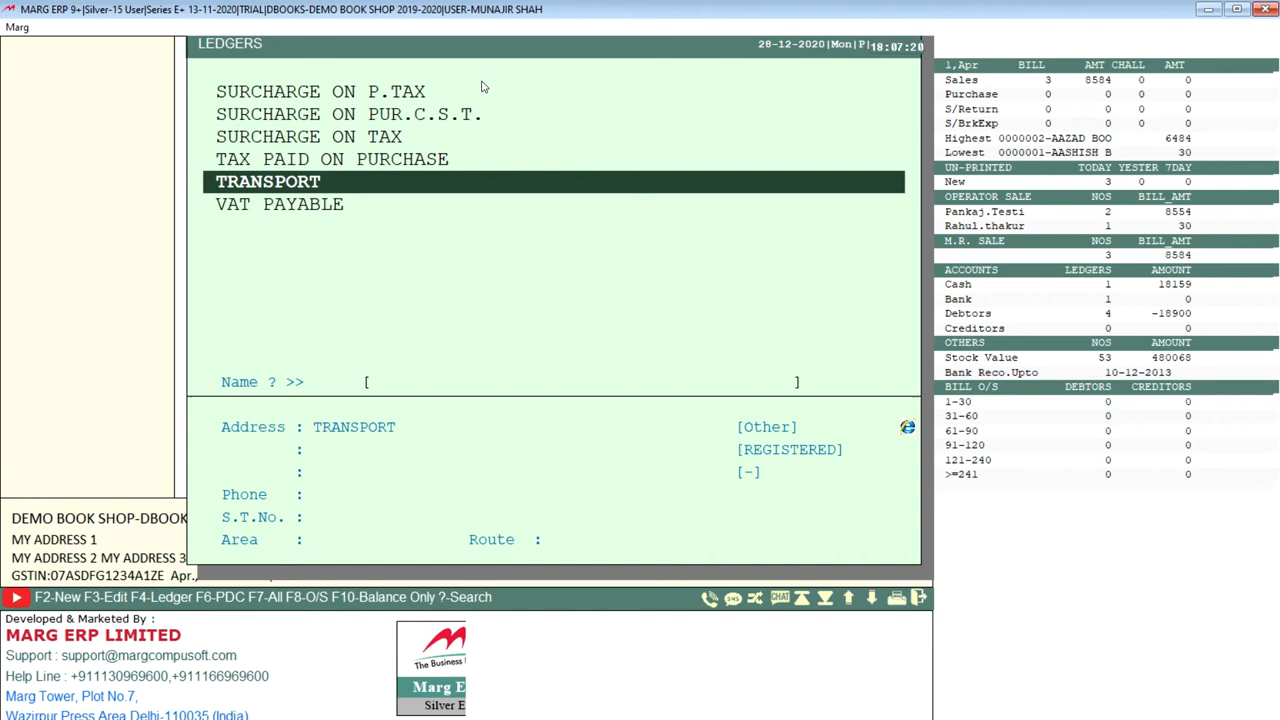 MARG ERP 9+|Silver-15 User|Series E+ 13-11-2020|TRIAL|DBOOKS-DEMO BOOK SHOP 2019-2020|USER-MUNAJIR SHAH
Marg
LEDGERS 28-12-2020|Mon|P|18:07:20
SURCHARGE ON P.TAX
SURCHARGE ON PUR.C.S.T.
SURCHARGE ON TAX
TAX PAID ON PURCHASE
TRANSPORT
VAT PAYABLE
Name ? >> [ ]
Address : TRANSPORT [Other]
: [REGISTERED]
: [-]
Phone :
S.T.No. :
Area : Route :
1,Apr BILL AMT CHALL AMT
Sales 3 8584 0 0
Purchase 0 0 0 0
S/Return 0 0 0 0
S/BrkExp 0 0 0 0
Highest 0000002-AAZAD BOO 6484
Lowest 0000001-AASHISH B 30
UN-PRINTED TODAY YESTER 7DAY
New 3 0 0
OPERATOR SALE NOS BILL_AMT
Pankaj.Testi 2 8554
Rahul.thakur 1 30
M.R. SALE NOS BILL_AMT
3 8584
ACCOUNTS LEDGERS AMOUNT
Cash 1 18159
Bank 1 0
Debtors 4 -18900
Creditors 0 0
OTHERS NOS AMOUNT
Stock Value 53 480068
Bank Reco.Upto 10-12-2013
BILL O/S DEBTORS CREDITORS
1-30 0 0
31-60 0 0
61-90 0 0
91-120 0 0
121-240 0 0
>=241 0 0
DEMO BOOK SHOP-DBOOK
MY ADDRESS 1
MY ADDRESS 2 MY ADDRESS 3
GSTIN:07ASDFG1234A1ZE Apr.,
F2-New F3-Edit F4-Ledger F6-PDC F7-All F8-O/S F10-Balance Only ?-Search
SMS
CHAT
Developed & Marketed By :
MARG ERP LIMITED
Support : support@margcompusoft.com
Help Line : +911130969600,+911166969600
Marg Tower, Plot No.7,
Wazirpur Press Area Delhi-110035 (India)
The Business
Marg E
Silver E